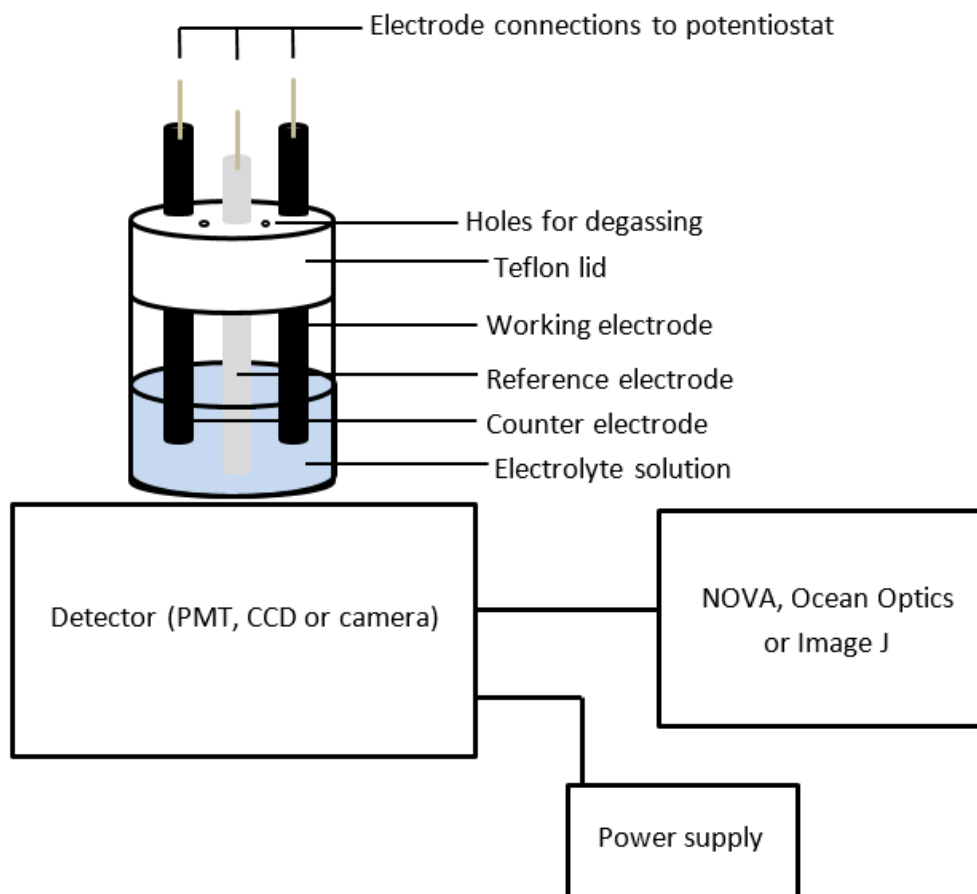 Electrode connections to potentiostat
Holes for degassing
Teflon lid
Working electrode
Reference electrode
Counter electrode
Electrolyte solution
Detector (PMT, CCD or camera)
NOVA, Ocean Optics
or Image J
Power supply